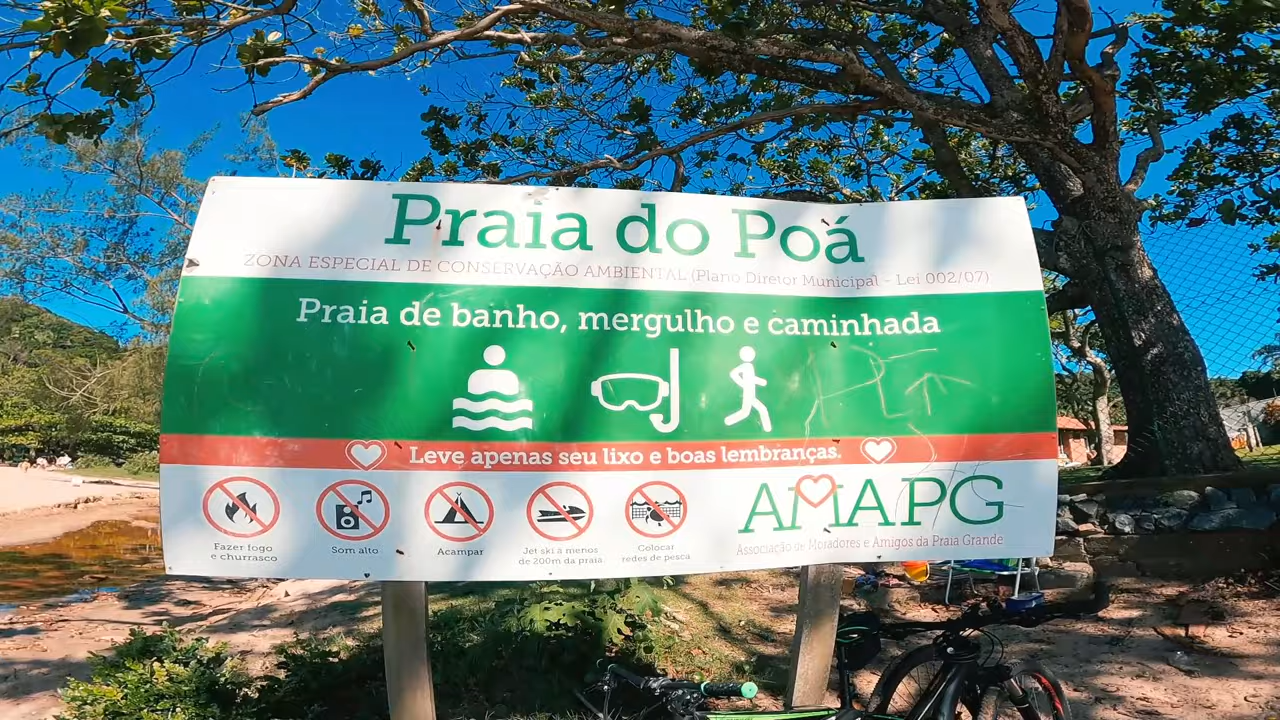 Praia do Poá
ZONA ESPECIAL DE CONSERVAÇÃO AMBIENTAL (Plano Diretor Municipal - Lei 002/07)
Praia de banho, mergulho e caminhada
Leve apenas seu lixo e boas lembranças.
Fazer fogo
e churrasco
Som alto
Acampar
Jet ski a menos
de 200m da praia
Colocar
redes de pesca
AMAPG
Associação de Moradores e Amigos da Praia Grande